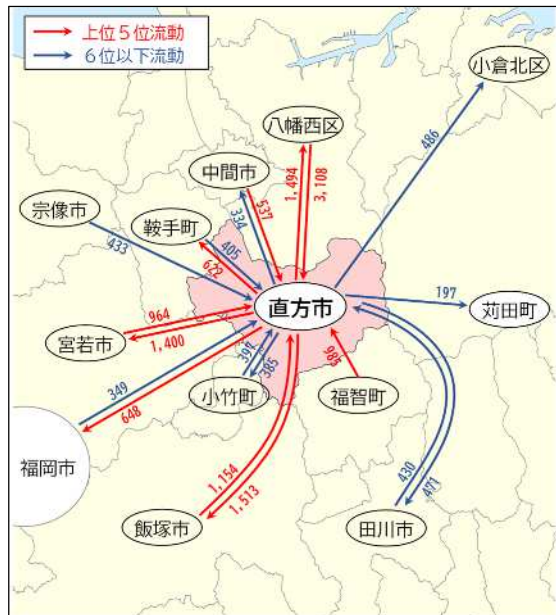 上位５位流動
６位以下流動
小倉北区
八幡西区
486
中間市
1,494
3,108
537
334
宗像市
鞍手町
433
405
622
直方市
197
苅田町
964
宮若市
1,400
397
385
985
349
小竹町
福智町
648
福岡市
1,154
430
471
1,513
飯塚市
田川市